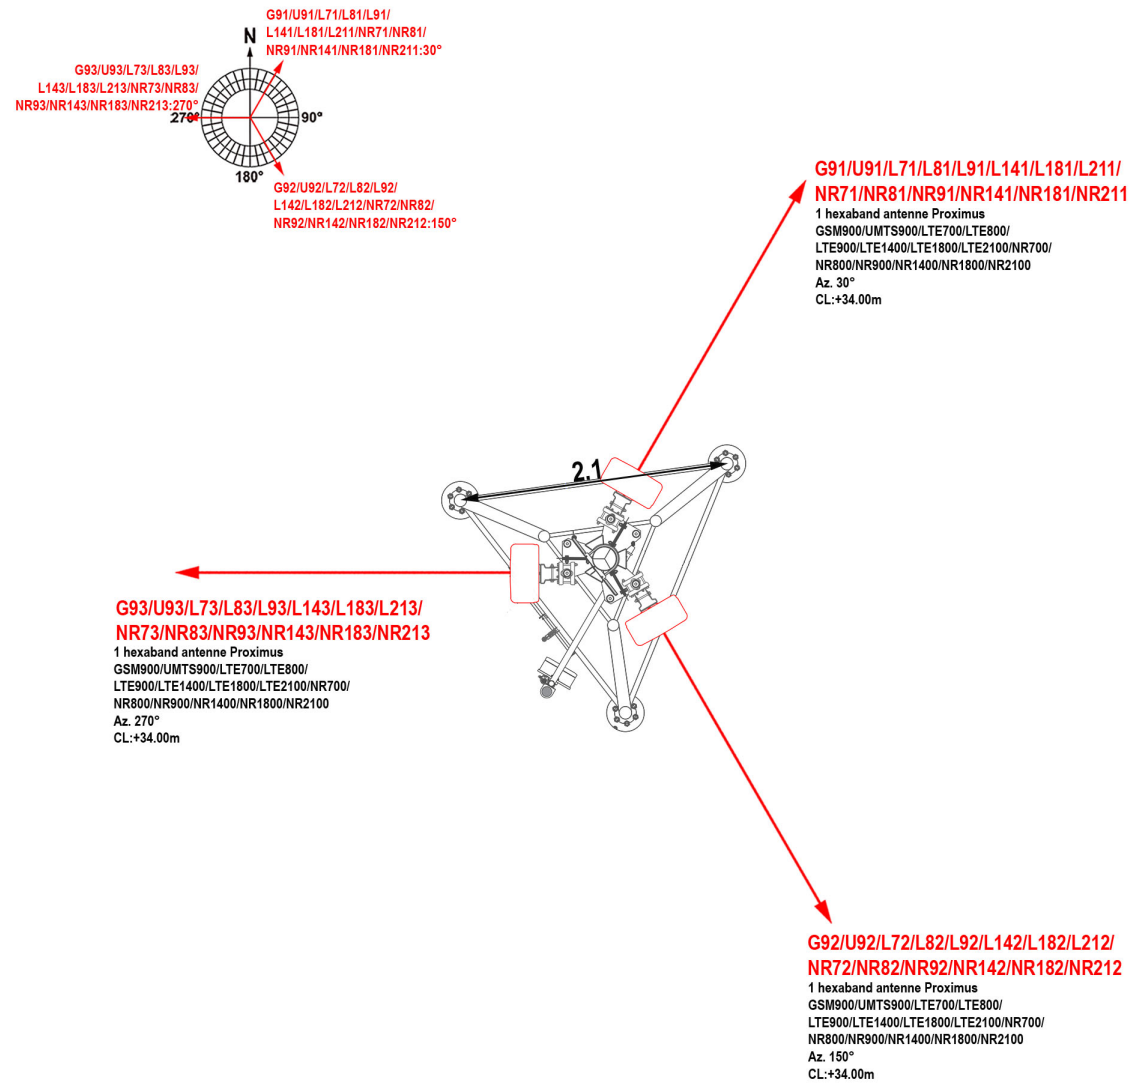 G91/U91/L71/L81/L91/
L141/L181/L211/NR71/NR81/
NR91/NR141/NR181/NR211:30°
N
G93/U93/L73/L83/L93/
L143/L183/L213/NR73/NR83/
NR93/NR143/NR183/NR213:270°
270°
90°
180°
G92/U92/L72/L82/L92/
L142/L182/L212/NR72/NR82/
NR92/NR142/NR182/NR212:150°
G91/U91/L71/L81/L91/L141/L181/L211/
NR71/NR81/NR91/NR141/NR181/NR211
1 hexaband antenne Proximus
GSM900/UMTS900/LTE700/LTE800/
LTE900/LTE1400/LTE1800/LTE2100/NR700/
NR800/NR900/NR1400/NR1800/NR2100
Az. 30°
CL:+34.00m
2.1
G93/U93/L73/L83/L93/L143/L183/L213/
NR73/NR83/NR93/NR143/NR183/NR213
1 hexaband antenne Proximus
GSM900/UMTS900/LTE700/LTE800/
LTE900/LTE1400/LTE1800/LTE2100/NR700/
NR800/NR900/NR1400/NR1800/NR2100
Az. 270°
CL:+34.00m
G92/U92/L72/L82/L92/L142/L182/L212/
NR72/NR82/NR92/NR142/NR182/NR212
1 hexaband antenne Proximus
GSM900/UMTS900/LTE700/LTE800/
LTE900/LTE1400/LTE1800/LTE2100/NR700/
NR800/NR900/NR1400/NR1800/NR2100
Az. 150°
CL:+34.00m